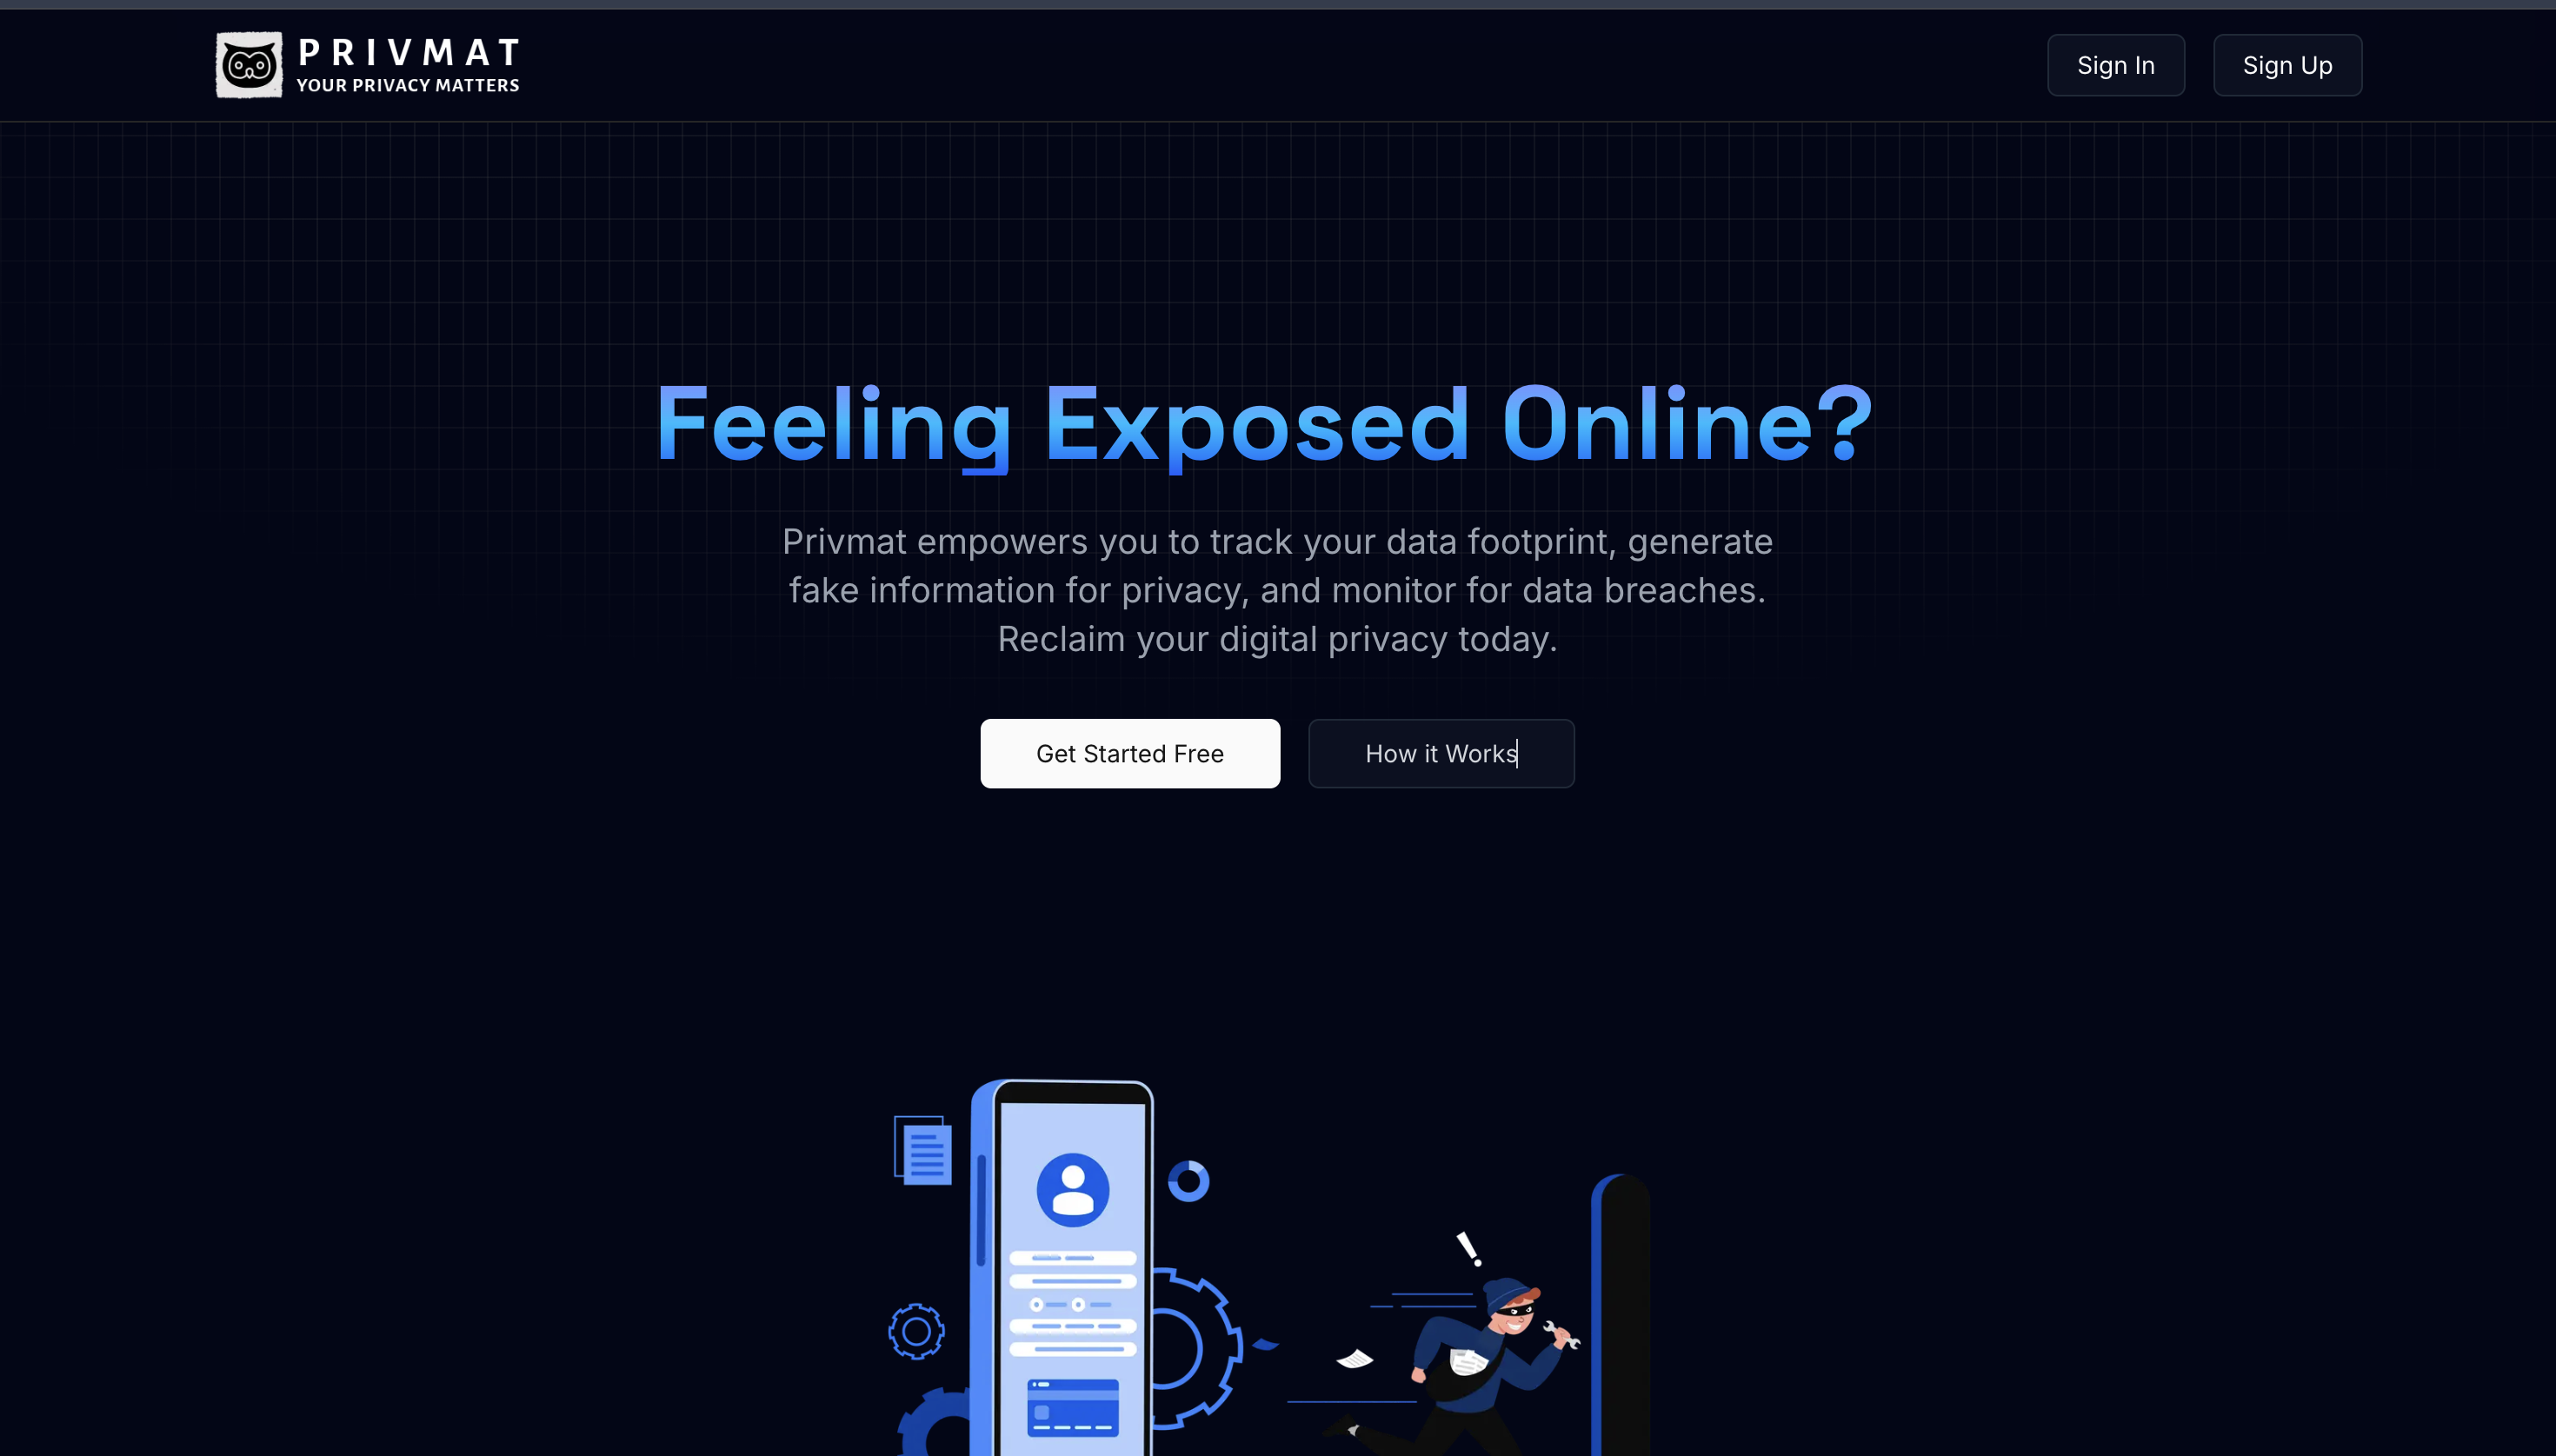 PRIVMAT
YOUR PRIVACY MATTERS
Sign In
Sign Up
Feeling Exposed Online?
Privmat empowers you to track your data footprint, generate
fake information for privacy, and monitor for data breaches.
Reclaim your digital privacy today.
Get Started Free
How it Works
!